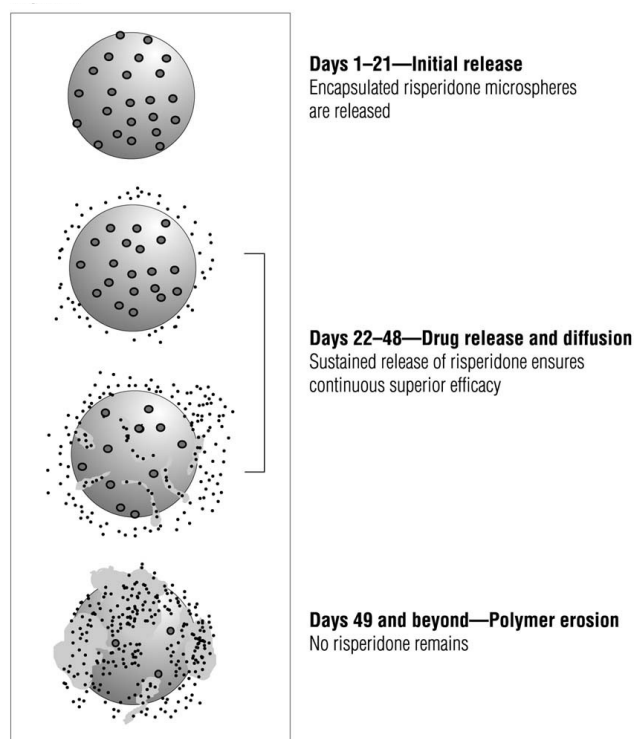 Days 1–21—Initial release
Encapsulated risperidone microspheres
are released
Days 22–48—Drug release and diffusion
Sustained release of risperidone ensures
continuous superior efficacy
Days 49 and beyond—Polymer erosion
No risperidone remains